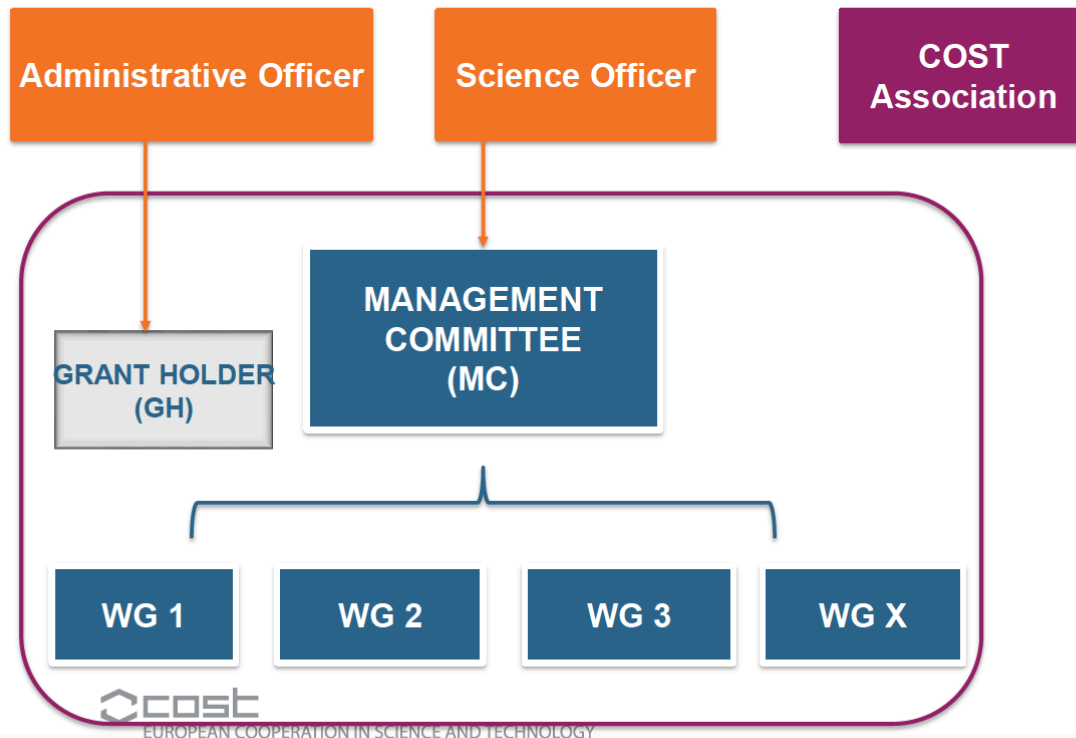 Administrative Officer
Science Officer
COST
Association
MANAGEMENT
COMMITTEE
(MC)
GRANT HOLDER
(GH)
WG 1
WG 2
WG 3
WG X
cost
EUROPEAN COOPERATION IN SCIENCE AND TECHNOLOGY